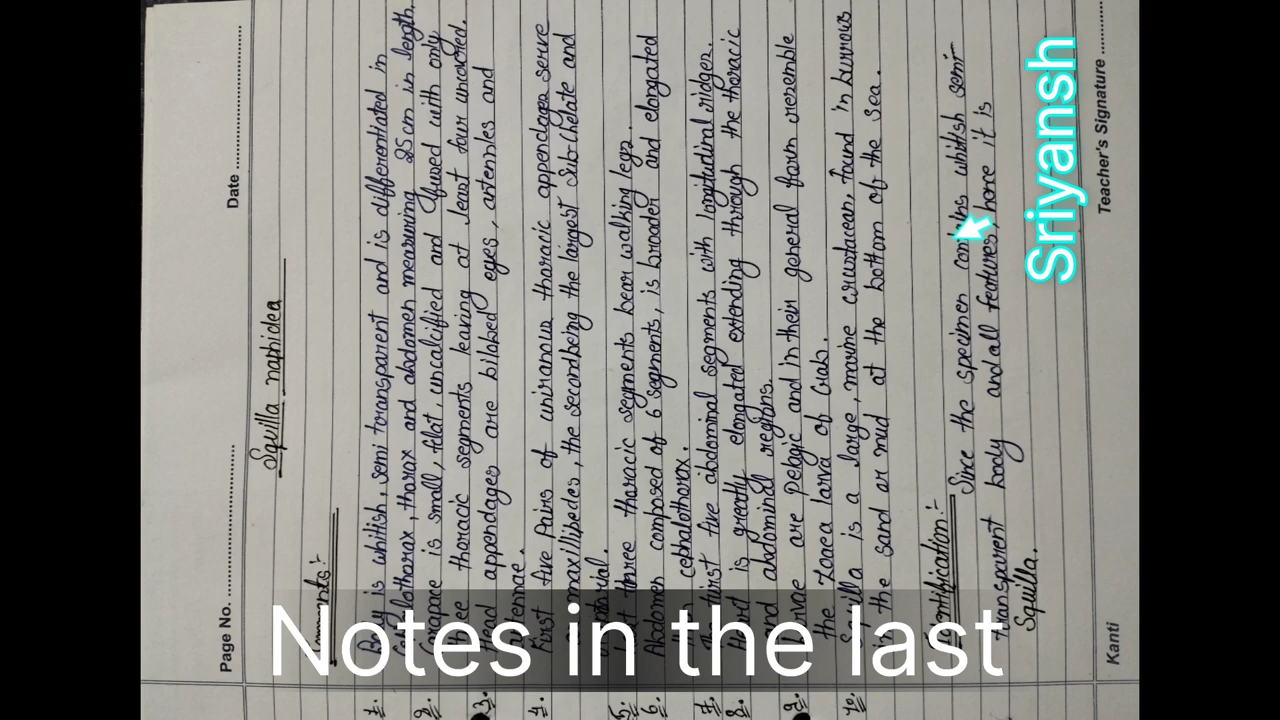 Page No. ........................
Date ........................
Squilla raphidea
Comments:-
1. Body is whitish, semi transparent and is differentiated in
cephalothorax, thorax and abdomen measuring 25 cm in length.
2. Carapace is small, flat, uncalcified and fused with only
three thoracic segments leaving at least four uncovered.
3. Head appendages are bilobed eyes, antennules and
antennae.
4. First five Pairs of uniramous thoracic appendages serve
as maxillipedes, the second being the largest Sub-chelate and
5. Last three thoracic segments bear walking legs.
6. Abdomen composed of 6 segments, is broader and elongated
than cephalothorax.
7. The first five abdominal segments with longitudinal ridges.
8. Heart is greatly elongated extending through the thoracic
and abdominal regions.
9. Larvae are Pelagic and in their general form resemble
the Zoaea larva of Crab.
10. Squilla is a large, marine crustacean, found in burrows
in the sand or mud at the bottom of the sea.
Identification:-
Since the specimen contains whitish semi-
transparent body and all features, hence it is
Squilla.
Kanti
Teacher's Signature ........
Sriyansh
Notes in the last